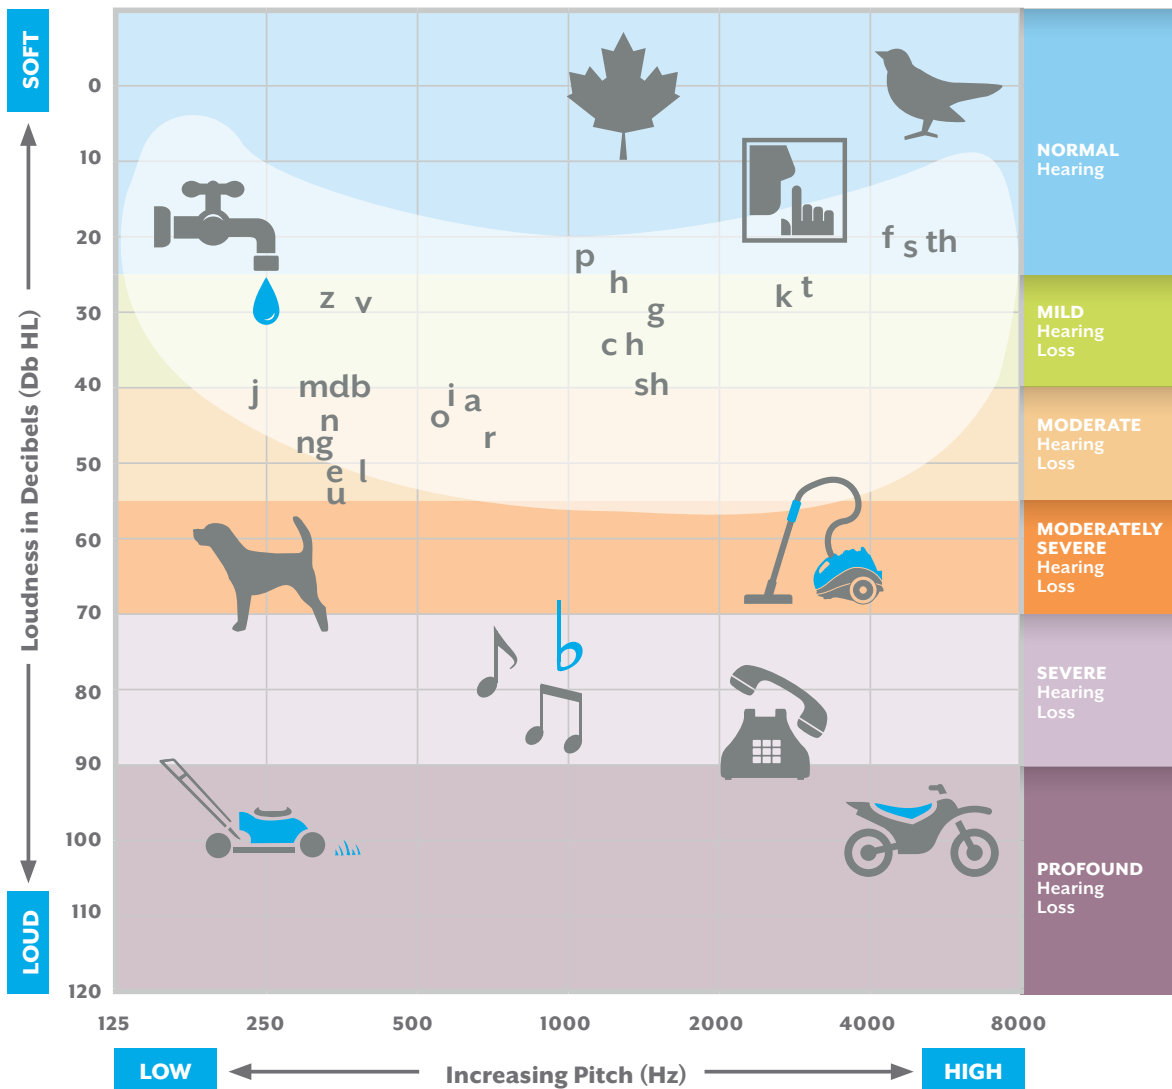 SOFT
Loudness in Decibels (Db HL)
LOUD
0
10
20
30
40
50
60
70
80
90
100
110
120
f s th
p
h
k t
z v
g
ch
sh
j mdb
i a
o
n
r
ng
e l
u
NORMAL
Hearing
MILD
Hearing
Loss
MODERATE
Hearing
Loss
MODERATELY
SEVERE
Hearing
Loss
SEVERE
Hearing
Loss
PROFOUND
Hearing
Loss
125 250 500 1000 2000 4000 8000
LOW Increasing Pitch (Hz) HIGH